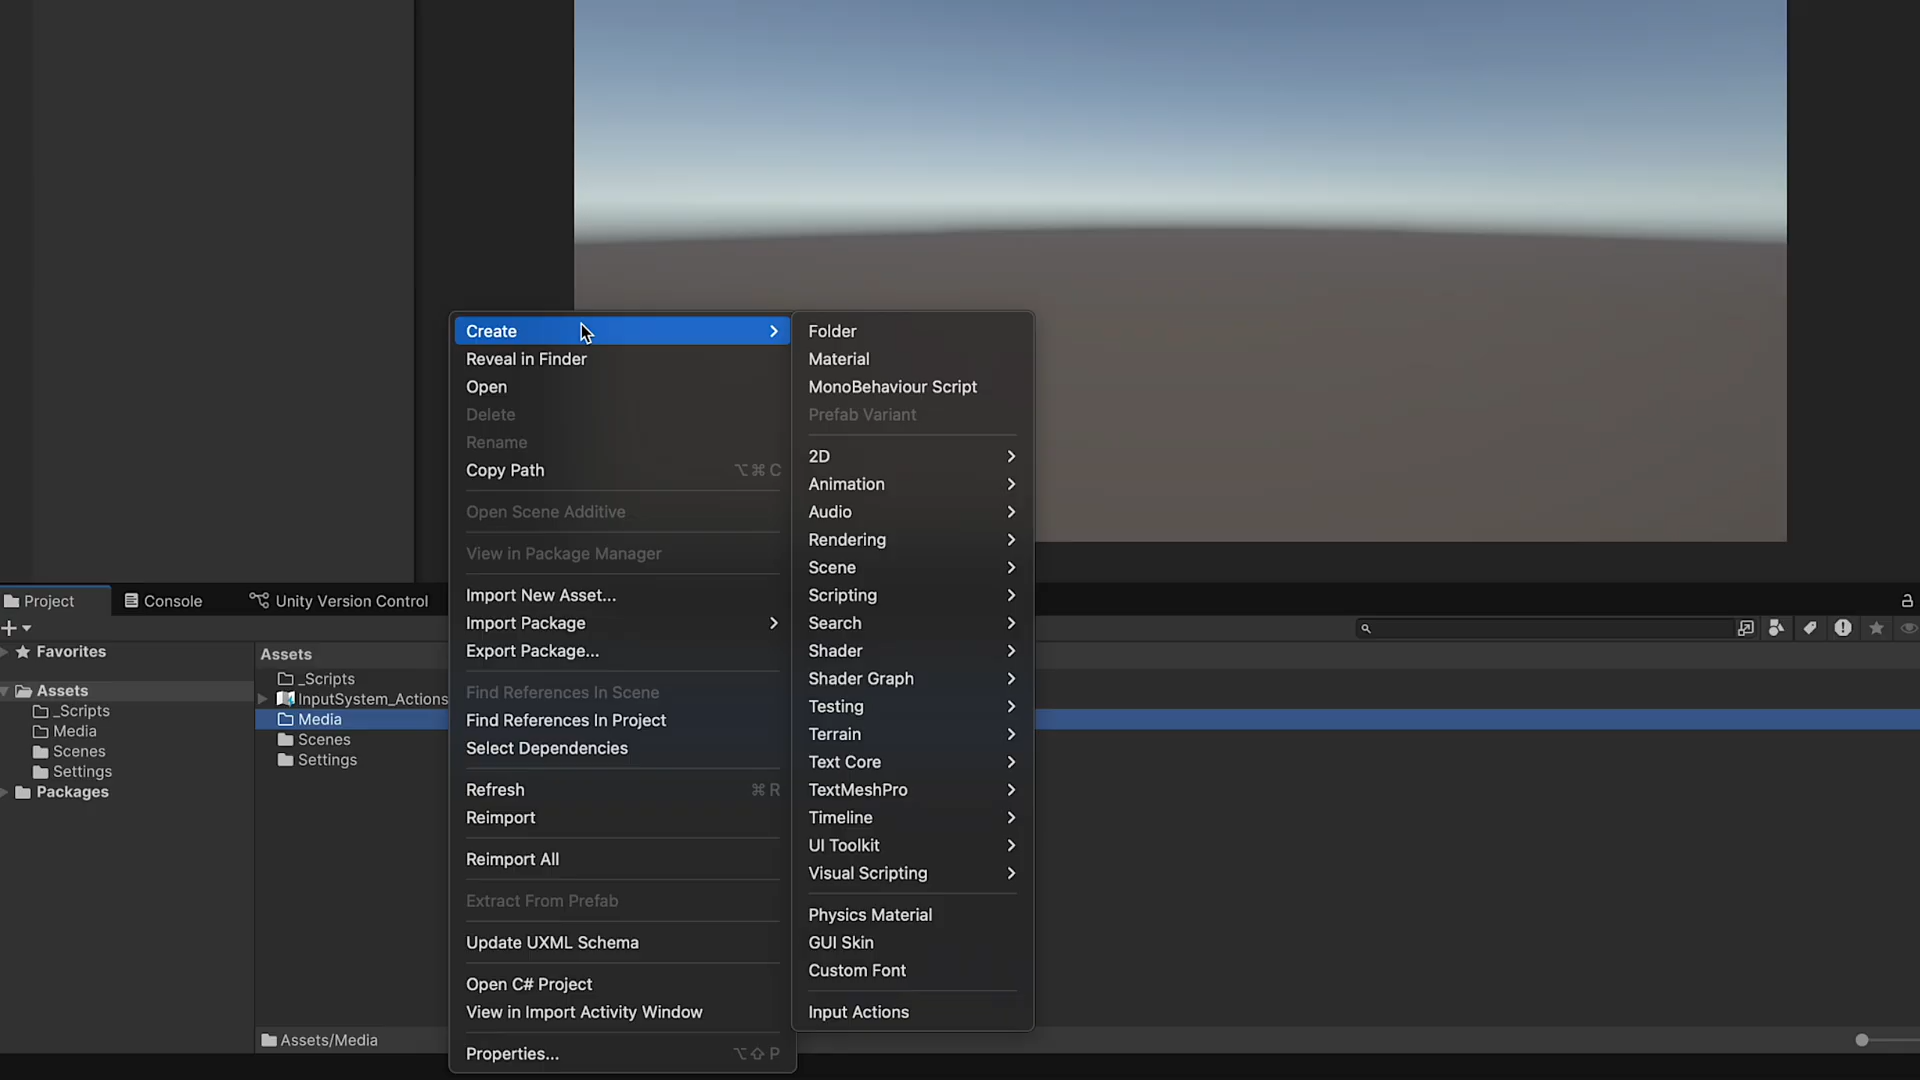 Create
Reveal in Finder
Open
Delete
Rename
Copy Path ⌥⌘C
Open Scene Additive
View in Package Manager
Import New Asset...
Import Package
Export Package...
Find References In Scene
Find References In Project
Select Dependencies
Refresh ⌘R
Reimport
Reimport All
Extract From Prefab
Update UXML Schema
Open C# Project
View in Import Activity Window
Properties... ⌥⇧P
Folder
Material
MonoBehaviour Script
Prefab Variant
2D
Animation
Audio
Rendering
Scene
Scripting
Search
Shader
Shader Graph
Testing
Terrain
Text Core
TextMeshPro
Timeline
UI Toolkit
Visual Scripting
Physics Material
GUI Skin
Custom Font
Input Actions
Project Console Unity Version Control
Favorites
Assets
_Scripts
Media
Scenes
Settings
Packages
Assets
_Scripts
InputSystem_Actions
Media
Scenes
Settings
Assets/Media